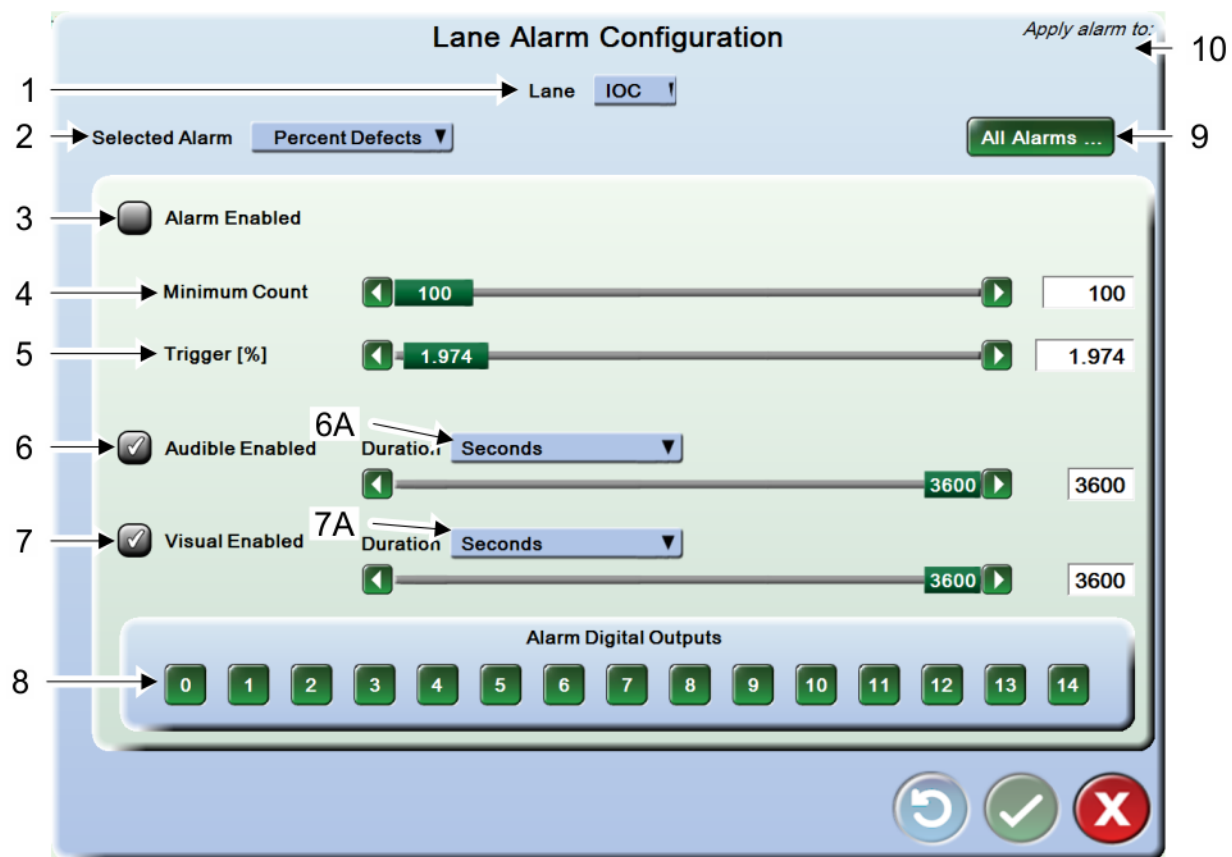 Lane Alarm Configuration
Apply alarm to:
10
1
Lane IOC
2
Selected Alarm Percent Defects
All Alarms ...
9
3
Alarm Enabled
4
Minimum Count 100 100
5
Trigger [%] 1.974 1.974
6
Audible Enabled
6A
Duration Seconds
3600 3600
7
Visual Enabled
7A
Duration Seconds
3600 3600
Alarm Digital Outputs
8
0 1 2 3 4 5 6 7 8 9 10 11 12 13 14